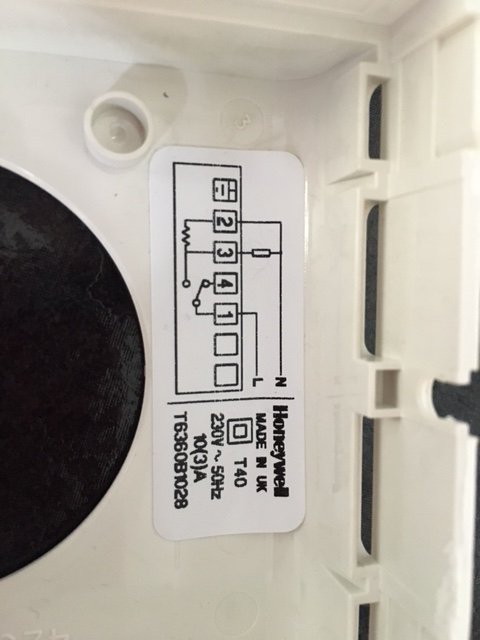 2
3
4
1
L
N
Honeywell
MADE IN UK
T40
230V ~ 50Hz
10(3)A
T6360B1028